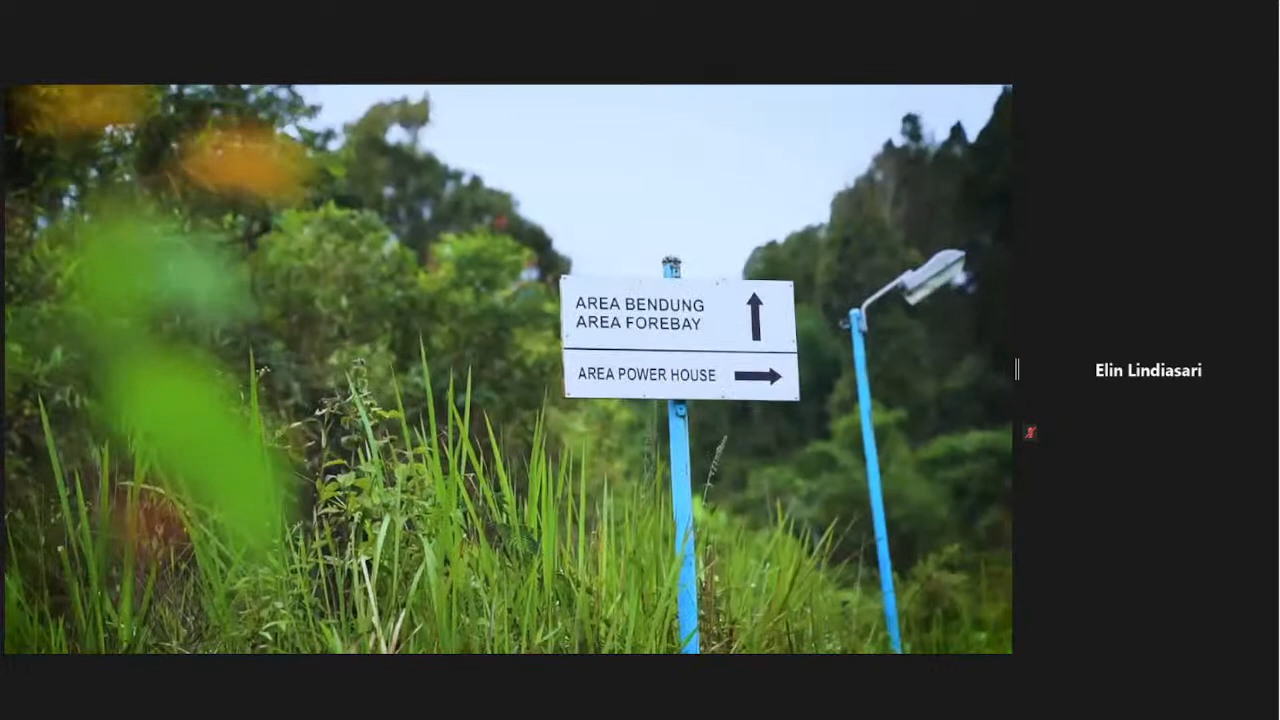 AREA BENDUNG
AREA FOREBAY
AREA POWER HOUSE
Elin Lindiasari